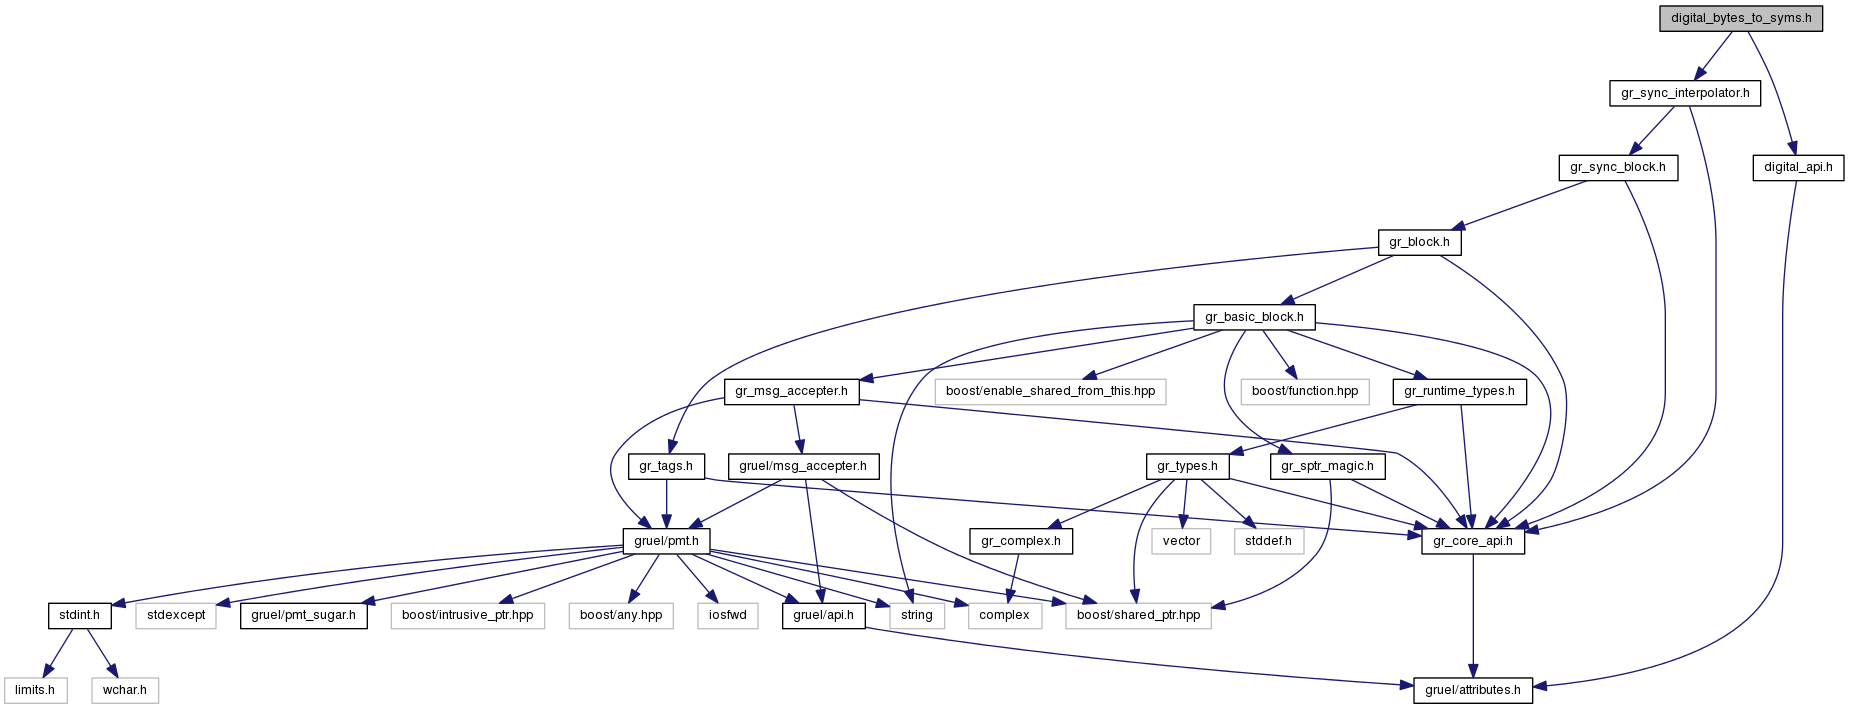 digital_bytes_to_syms.h
gr_sync_interpolator.h
gr_sync_block.h
digital_api.h
gr_block.h
gr_basic_block.h
gr_msg_accepter.h
boost/enable_shared_from_this.hpp
boost/function.hpp
gr_runtime_types.h
gr_tags.h
gruel/msg_accepter.h
gr_types.h
gr_sptr_magic.h
gruel/pmt.h
gr_complex.h
vector
stddef.h
gr_core_api.h
stdint.h
stdexcept
gruel/pmt_sugar.h
boost/intrusive_ptr.hpp
boost/any.hpp
iosfwd
gruel/api.h
string
complex
boost/shared_ptr.hpp
limits.h
wchar.h
gruel/attributes.h